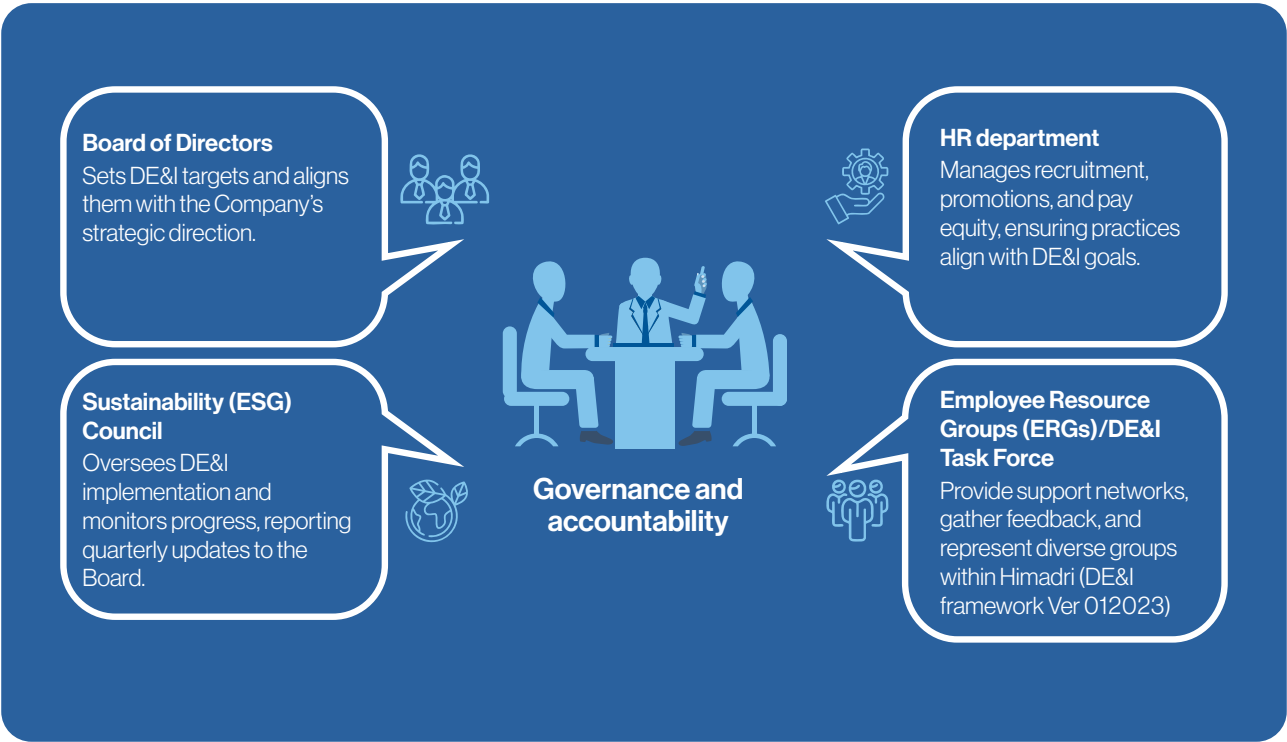 Board of Directors
Sets DE&I targets and aligns
them with the Company's
strategic direction.
Sustainability (ESG)
Council
Oversees DE&I
implementation and
monitors progress, reporting
quarterly updates to the
Board.
Governance and
accountability
HR department
Manages recruitment,
promotions, and pay
equity, ensuring practices
align with DE&I goals.
Employee Resource
Groups (ERGs)/DE&I
Task Force
Provide support networks,
gather feedback, and
represent diverse groups
within Himadri (DE&I
framework Ver 012023)